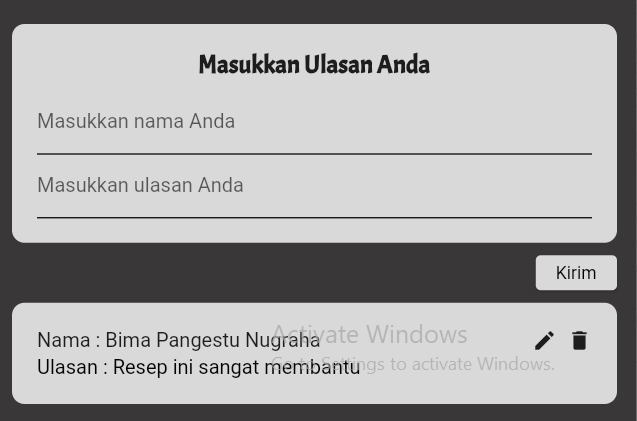 Masukkan Ulasan Anda
Masukkan nama Anda
Masukkan ulasan Anda
Kirim
Nama : Bima Pangestu Nugraha
Ulasan : Resep ini sangat membantu
Activate Windows
Go to Settings to activate Windows.